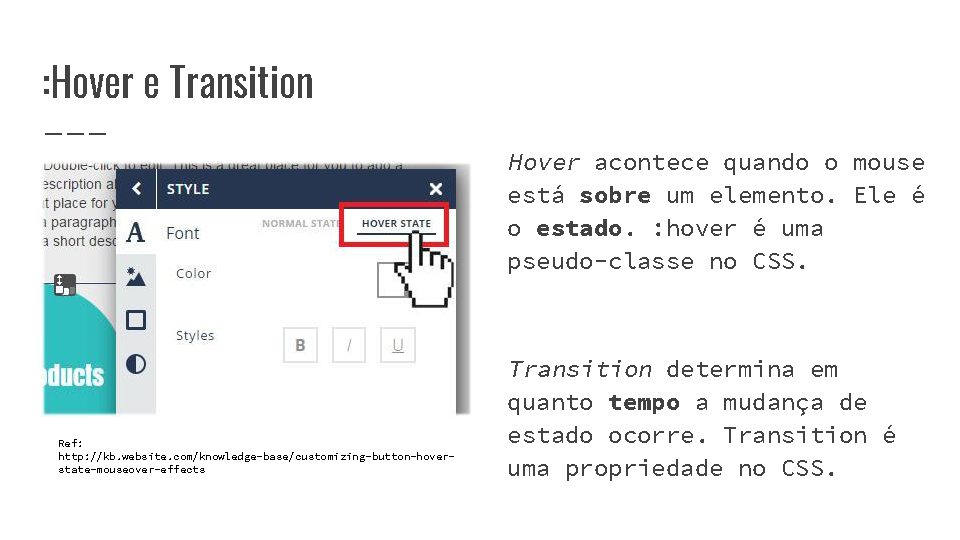 :Hover e Transition
Double-click to edit. This is a great place for you to add a
escription
t place for y
a paragraph
a short desc
oducts
STYLE
A
Font
NORMAL STATE
HOVER STATE
Color
Styles
B I U
Ref:
http://kb.website.com/knowledge-base/customizing-button-hover-
state-mouseover-effects
Hover acontece quando o mouse
está sobre um elemento. Ele é
o estado. :hover é uma
pseudo-classe no CSS.
Transition determina em
quanto tempo a mudança de
estado ocorre. Transition é
uma propriedade no CSS.